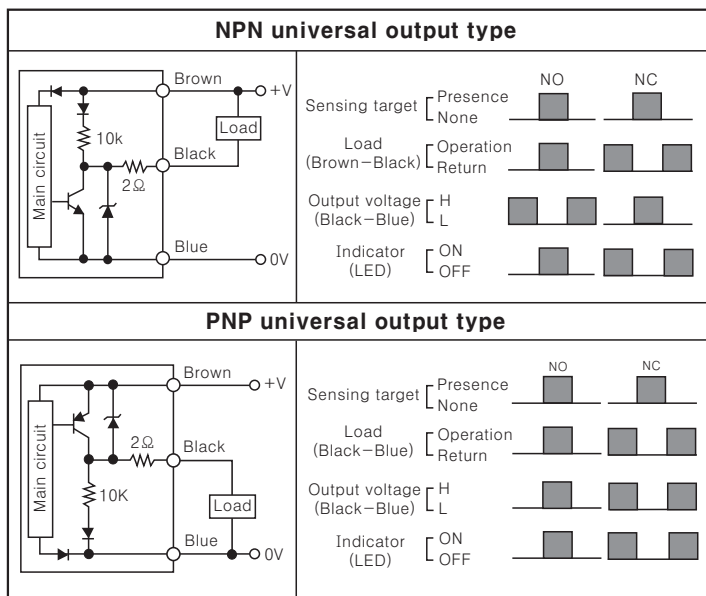 NPN universal output type
Brown
+V
Load
10k
Black
2Ω
Main circuit
Blue
0V
NO NC
Sensing target Presence
None
Load
(Brown-Black) Operation
Return
Output voltage
(Black-Blue) H
L
Indicator
(LED) ON
OFF
PNP universal output type
Brown
+V
2Ω
Black
Main circuit
10K
Load
Blue
0V
NO NC
Sensing target Presence
None
Load
(Black-Blue) Operation
Return
Output voltage
(Black-Blue) H
L
Indicator
(LED) ON
OFF